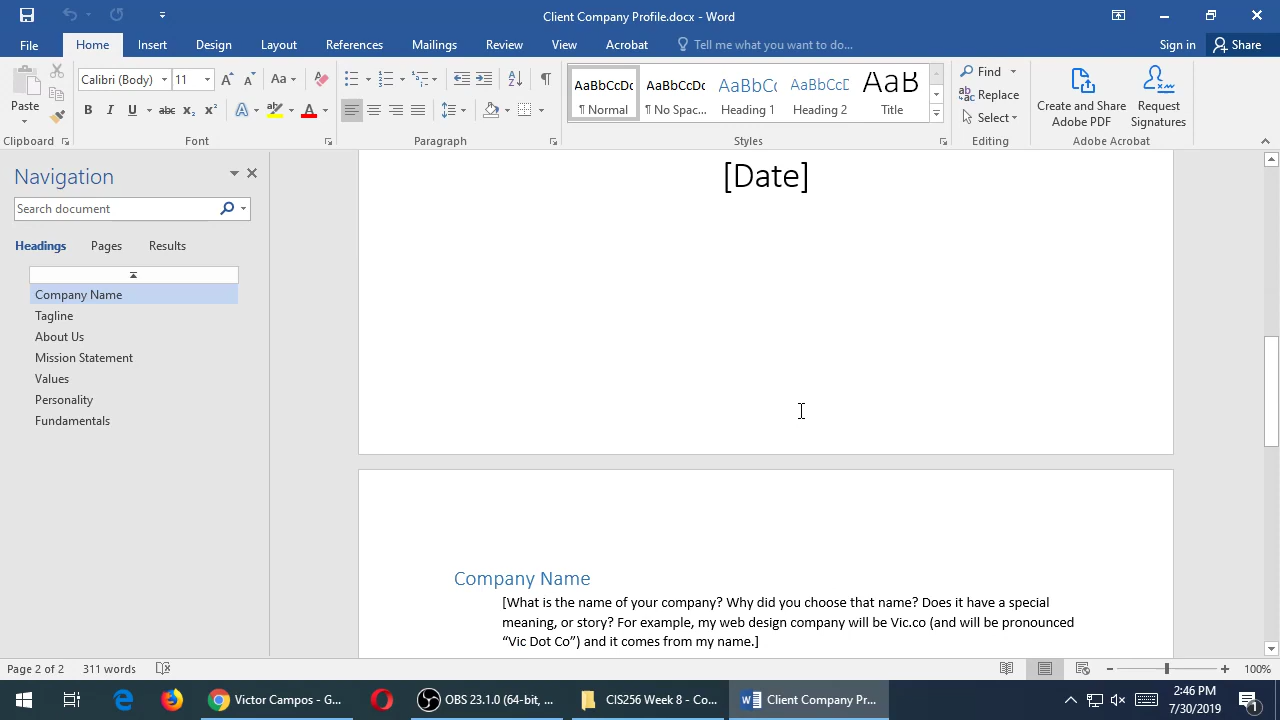 Client Company Profile.docx - Word
File
Home
Insert
Design
Layout
References
Mailings
Review
View
Acrobat
Tell me what you want to do...
Sign in
Share
Paste
Calibri (Body)
11
Aa
B I U abc x₂ x²
A
A
AaBbCcDc
AaBbCcDc
AaBbCc
AaBbCcD
AaB
¶ Normal
¶ No Spac...
Heading 1
Heading 2
Title
Find
Replace
Select
Create and Share
Adobe PDF
Request
Signatures
Clipboard
Font
Paragraph
Styles
Editing
Adobe Acrobat
Navigation
Search document
Headings
Pages
Results
Company Name
Tagline
About Us
Mission Statement
Values
Personality
Fundamentals
[Date]
Company Name
[What is the name of your company? Why did you choose that name? Does it have a special
meaning, or story? For example, my web design company will be Vic.co (and will be pronounced
“Vic Dot Co”) and it comes from my name.]
Page 2 of 2
311 words
100%
Victor Campos - G...
OBS 23.1.0 (64-bit, ...
CIS256 Week 8 - Co...
Client Company Pr...
2:46 PM
7/30/2019
1